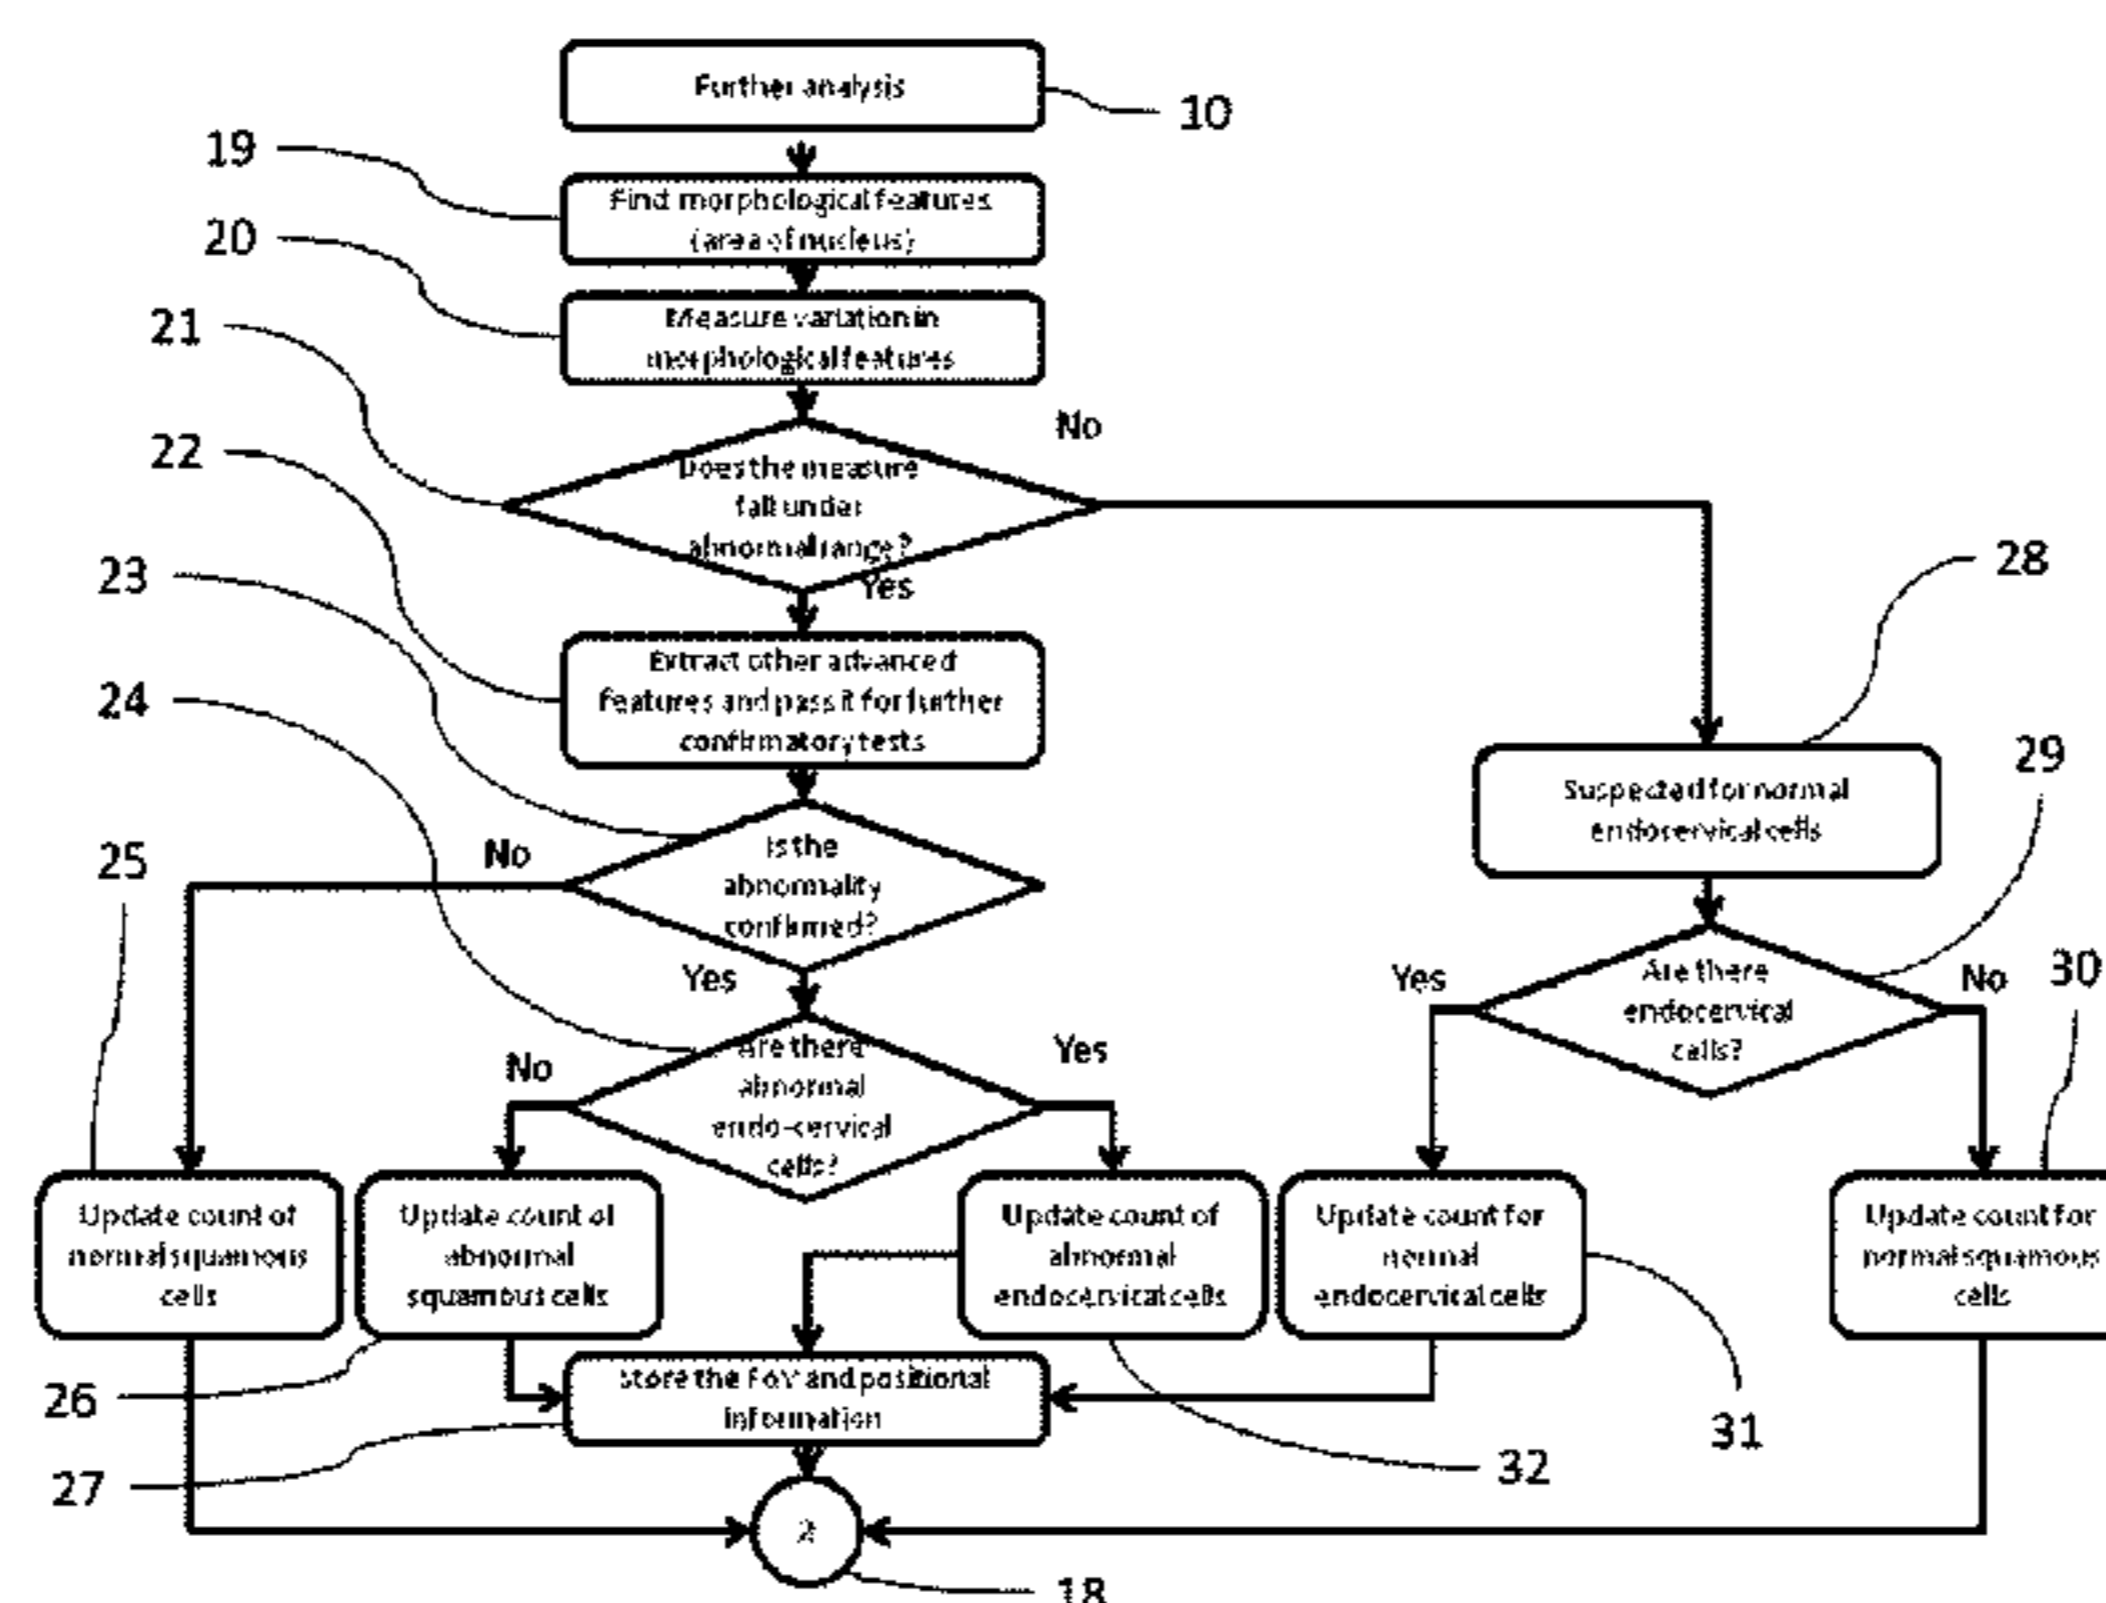 Further analysis
10
19
Find morphological features
(area of nucleus)
20
Measure variation in
morphological features
21
No
22
Does the measure
fall under
abnormal range?
Yes
23
28
Extract other advanced
features and pass it for further
confirmatory tests
24
29
Suspected for normal
endocervical cells
25
No
Is the
abnormality
confirmed?
Yes
Yes
Are there
endocervical
cells?
No
30
No
Are there
abnormal
endo-cervical
cells?
Yes
Update count of
normal squamous
cells
Update count of
abnormal
squamous cells
Update count of
abnormal
endocervical cells
Update count for
normal
endocervical cells
Update count for
normal squamous
cells
26
Store the FoV and positional
information
31
27
32
2
18